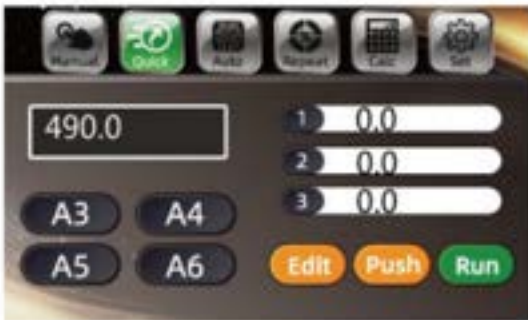 Manual Quick Auto Repeat Calc Set
490.0
1 0.0
2 0.0
3 0.0
A3 A4
A5 A6
Edit Push Run